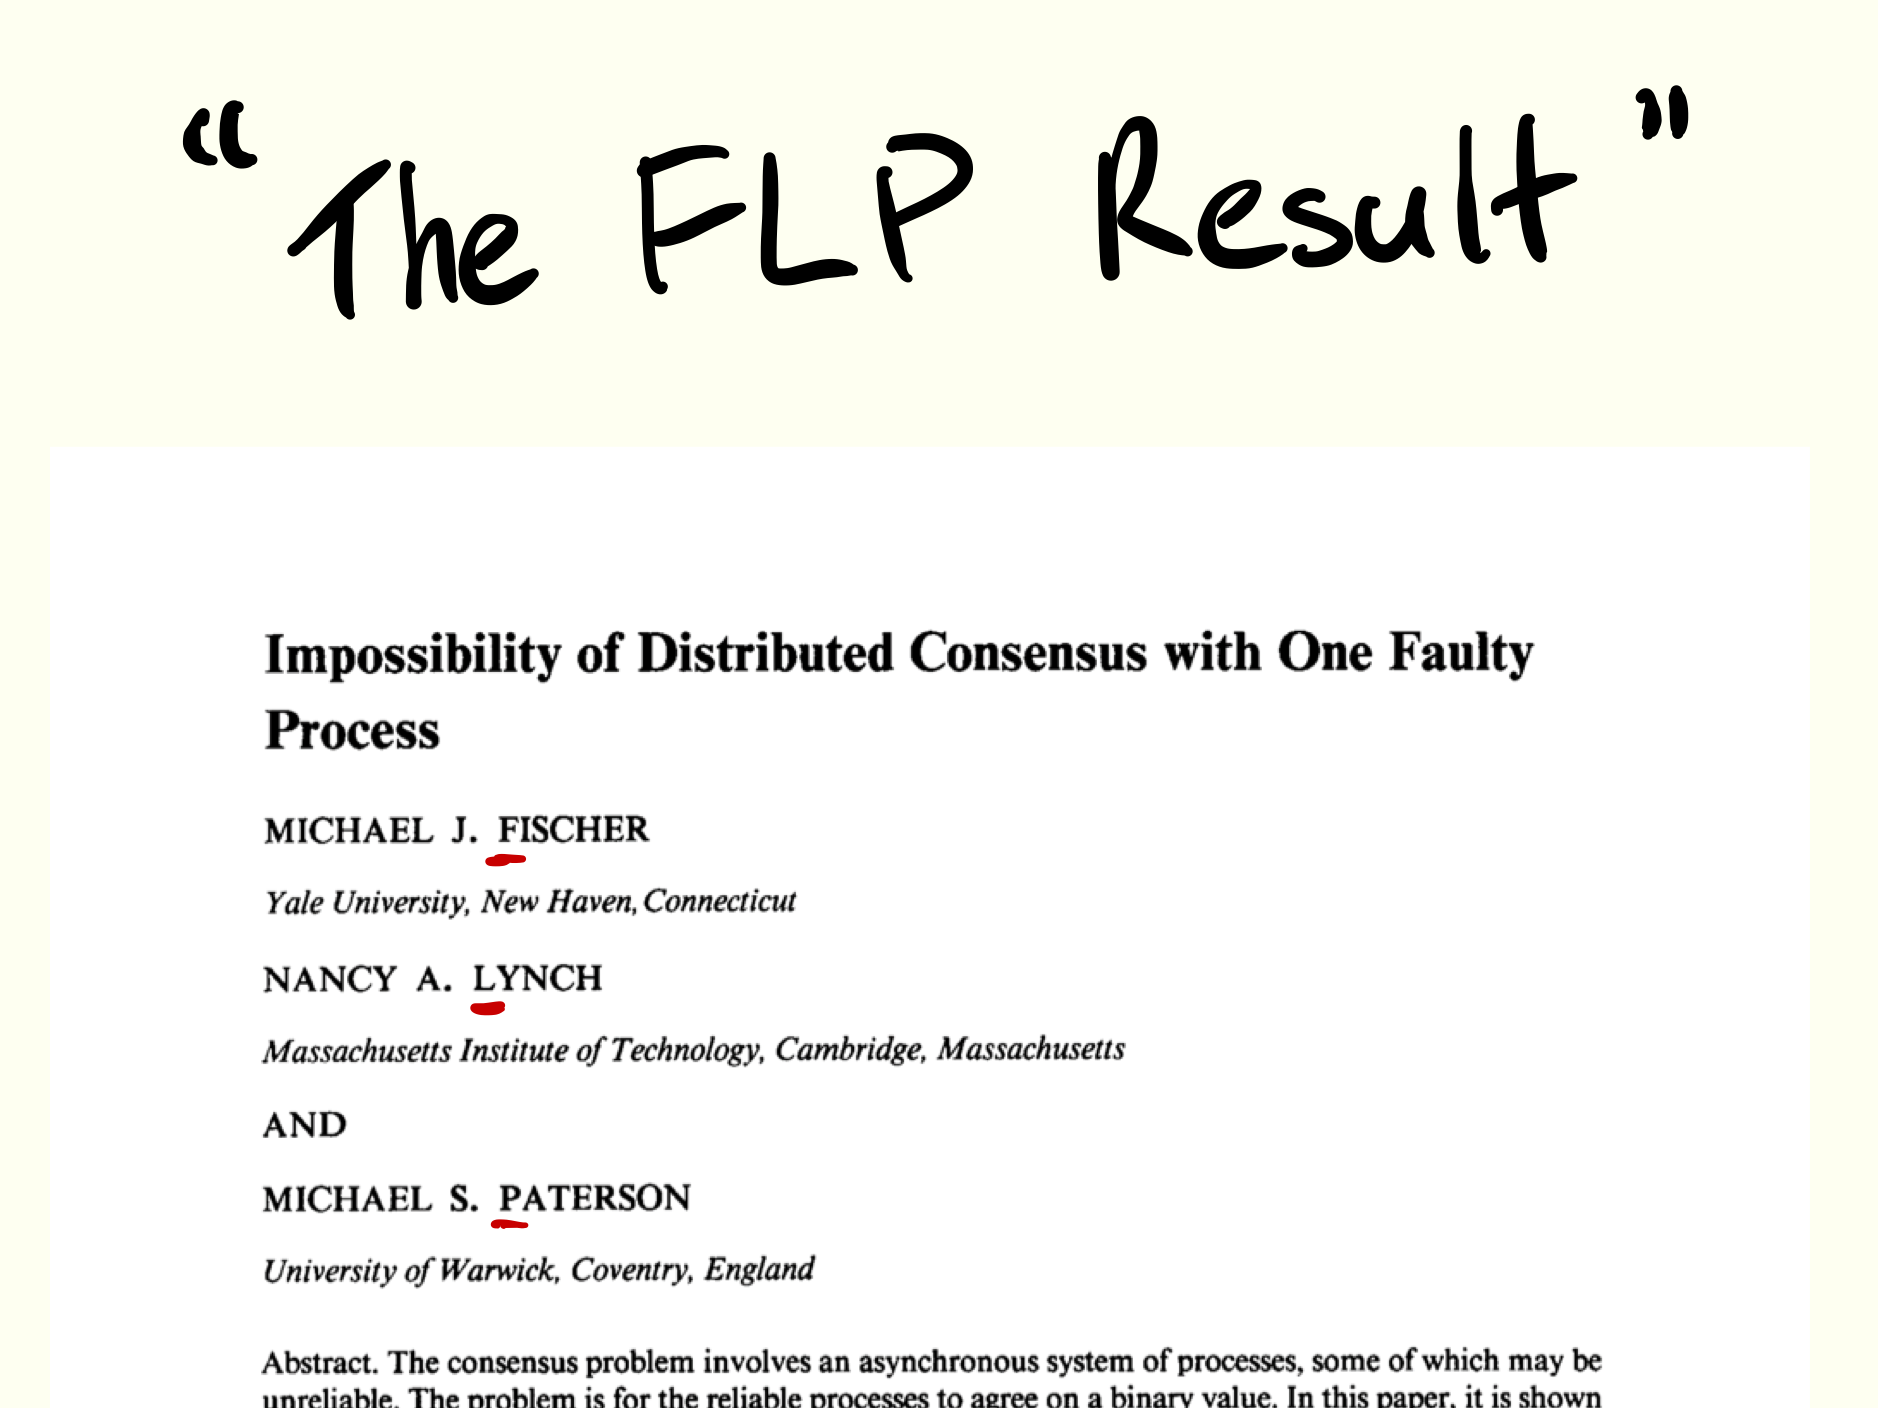 “The FLP Result”
Impossibility of Distributed Consensus with One Faulty
Process
MICHAEL J. FISCHER
Yale University, New Haven, Connecticut
NANCY A. LYNCH
Massachusetts Institute of Technology, Cambridge, Massachusetts
AND
MICHAEL S. PATERSON
University of Warwick, Coventry, England
Abstract. The consensus problem involves an asynchronous system of processes, some of which may be
unreliable. The problem is for the reliable processes to agree on a binary value. In this paper, it is shown